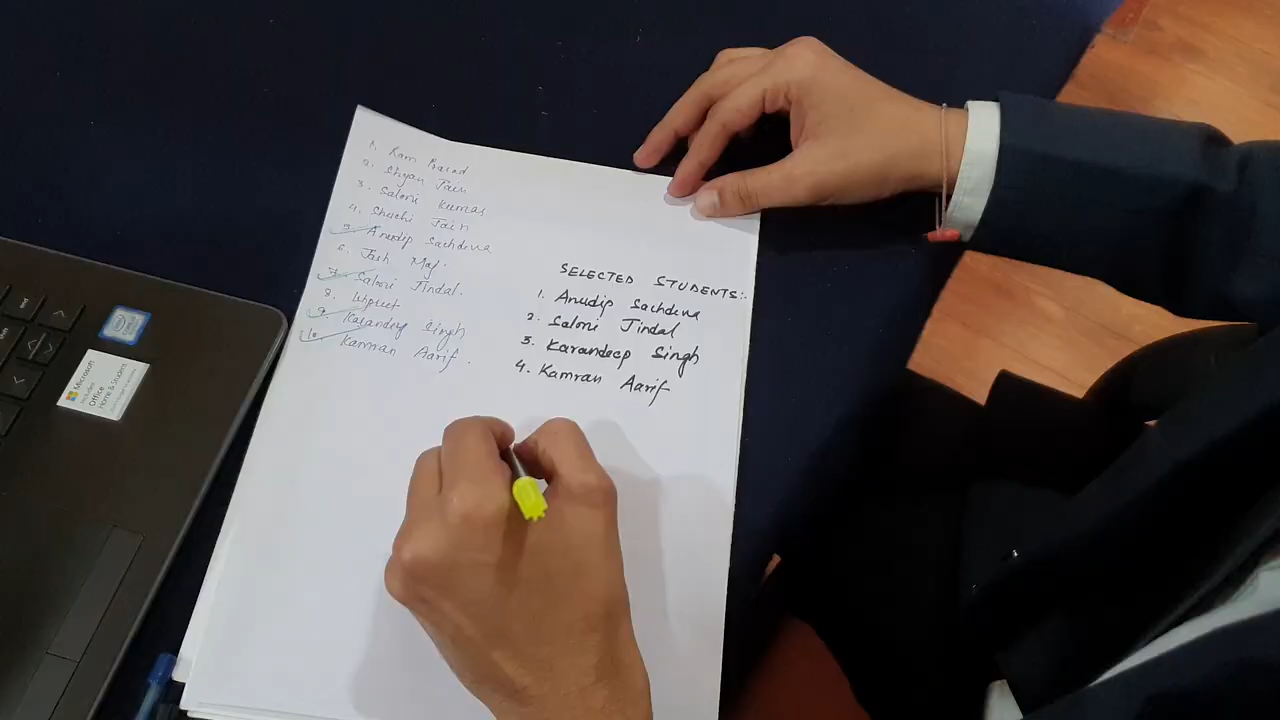 1. Ram Prasad
2. Shyam Jain
3. Saloni Kumar
4. Shuchi Jain
5. Anudip Sachdeva
6. Jash
7. Saloni Jindal.
8.
9. Karandeep Singh
10. Kamran Aarif.
SELECTED STUDENTS:-
1. Anudip Sachdeva
2. Saloni Jindal
3. Karandeep Singh
4. Kamran Aarif
Microsoft
Office
Home & Student
intel